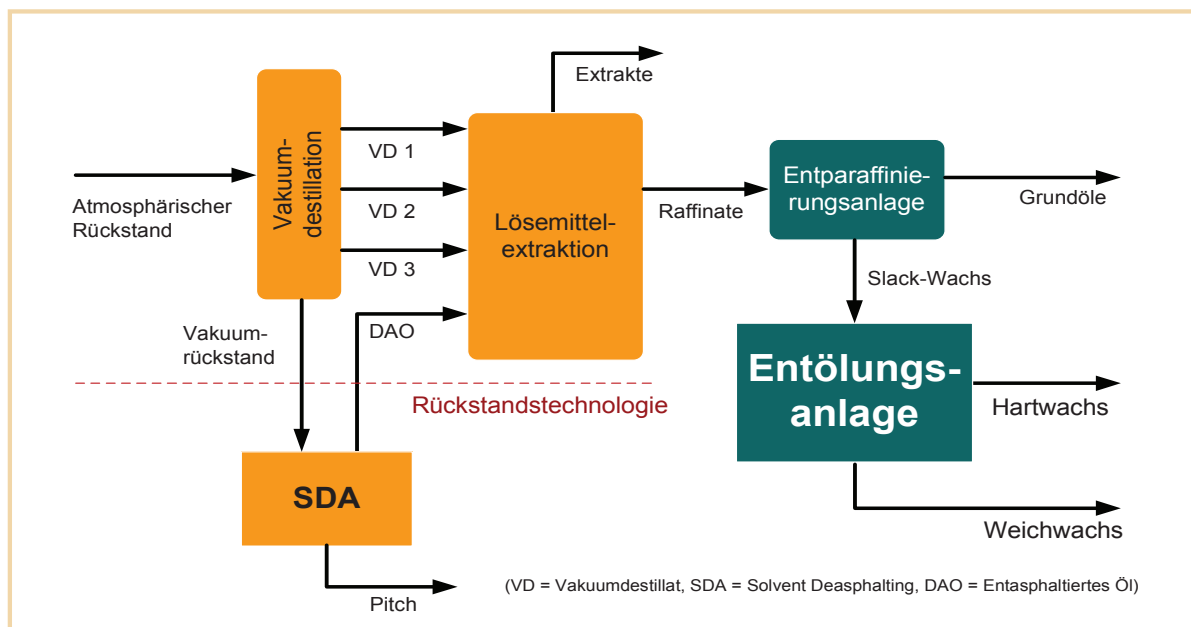 Extrakte
Vakuum-
destillation
VD 1
VD 2
VD 3
Atmosphärischer
Rückstand
Lösemittel-
extraktion
Raffinate
Entparaffinie-
rungsanlage
Grundöle
Slack-Wachs
Vakuum-
rückstand
DAO
Rückstandstechnologie
Entölungs-
anlage
Hartwachs
SDA
Weichwachs
Pitch
(VD = Vakuumdestillat, SDA = Solvent Deasphalting, DAO = Entasphaltiertes Öl)